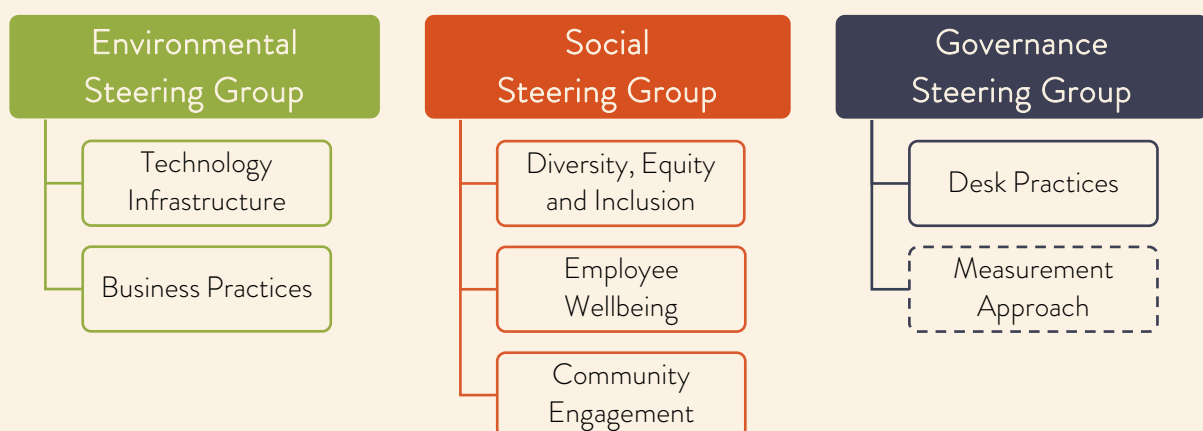 Environmental
Steering Group
Technology
Infrastructure
Business Practices
Social
Steering Group
Diversity, Equity
and Inclusion
Employee
Wellbeing
Community
Engagement
Governance
Steering Group
Desk Practices
Measurement
Approach